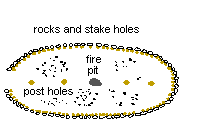 rocks and stake holes
fire
pit
post holes